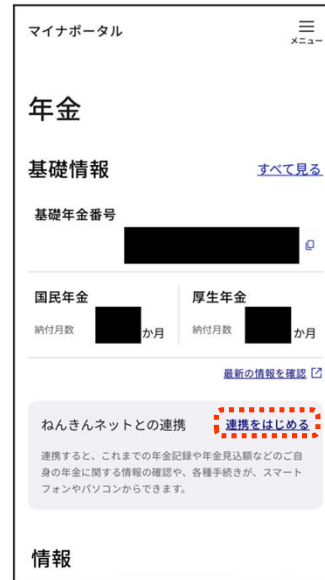 マイナポータル
メニュー
年金
基礎情報 すべて見る
基礎年金番号
国民年金 厚生年金
納付月数 か月 納付月数 か月
最新の情報を確認
ねんきんネットとの連携 連携をはじめる
連携すると、これまでの年金記録や年金見込額などのご自
身の年金に関する情報の確認や、各種手続きが、スマート
フォンやパソコンからできます。
情報